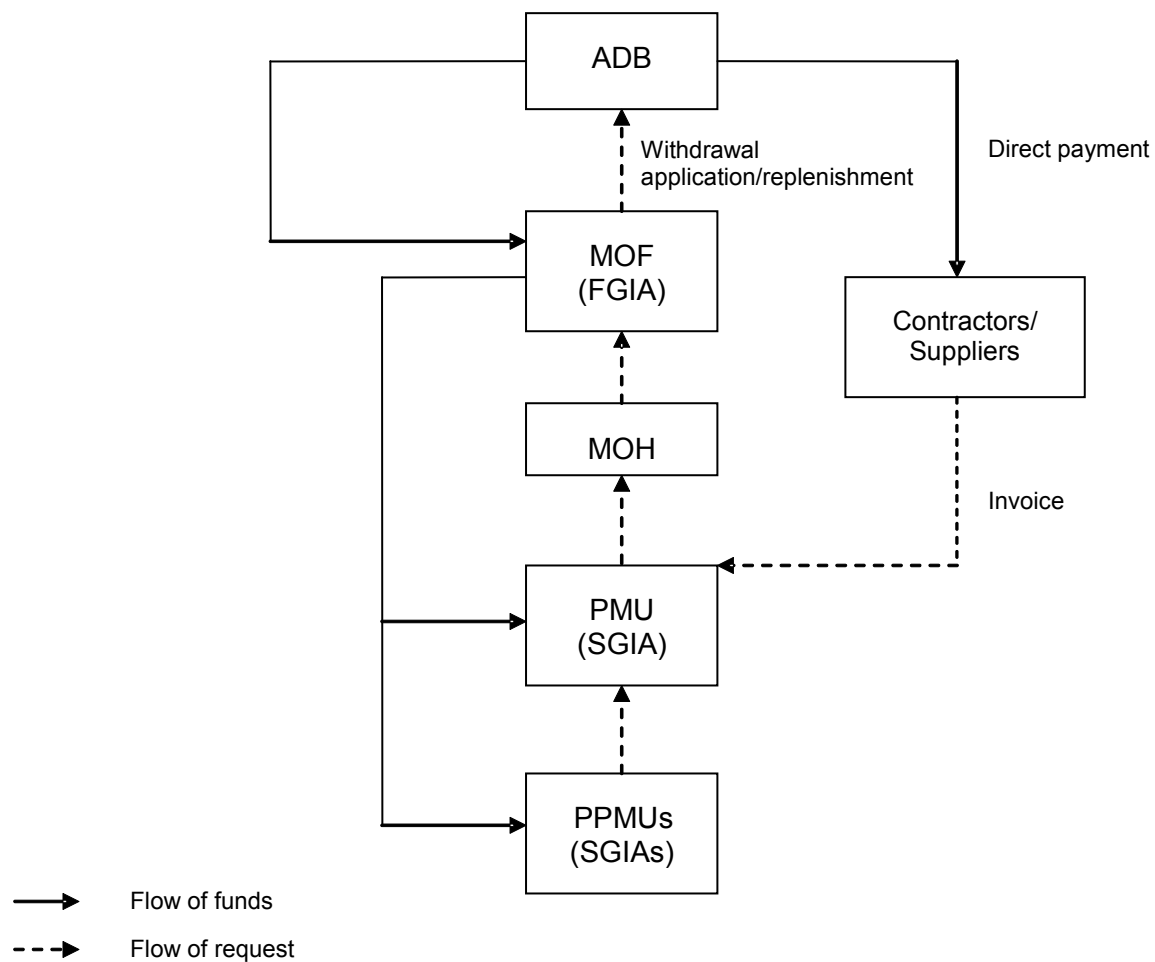 ADB
Withdrawal
application/replenishment
Direct payment
MOF
(FGIA)
Contractors/
Suppliers
MOH
Invoice
PMU
(SGIA)
PPMUs
(SGIAs)
Flow of funds
Flow of request